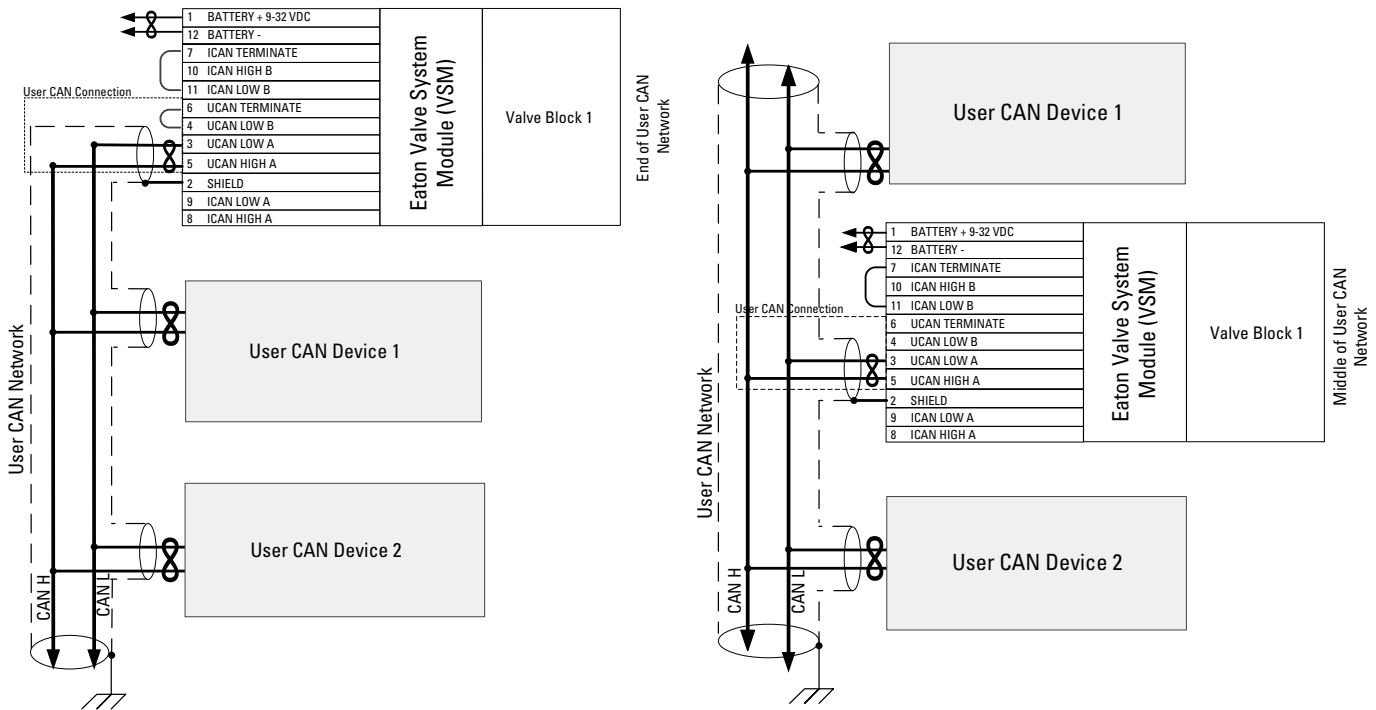 1 BATTERY + 9-32 VDC
12 BATTERY -
7 ICAN TERMINATE
10 ICAN HIGH B
11 ICAN LOW B
6 UCAN TERMINATE
4 UCAN LOW B
3 UCAN LOW A
5 UCAN HIGH A
2 SHIELD
9 ICAN LOW A
8 ICAN HIGH A
Eaton Valve System
Module (VSM)
Valve Block 1
End of User CAN
Network
User CAN Connection
User CAN Device 1
User CAN Device 2
User CAN Network
CAN H
CAN L
User CAN Device 1
1 BATTERY + 9-32 VDC
12 BATTERY -
7 ICAN TERMINATE
10 ICAN HIGH B
11 ICAN LOW B
6 UCAN TERMINATE
4 UCAN LOW B
3 UCAN LOW A
5 UCAN HIGH A
2 SHIELD
9 ICAN LOW A
8 ICAN HIGH A
Eaton Valve System
Module (VSM)
Valve Block 1
Middle of User CAN
Network
User CAN Connection
User CAN Network
User CAN Device 2
CAN H
CAN L